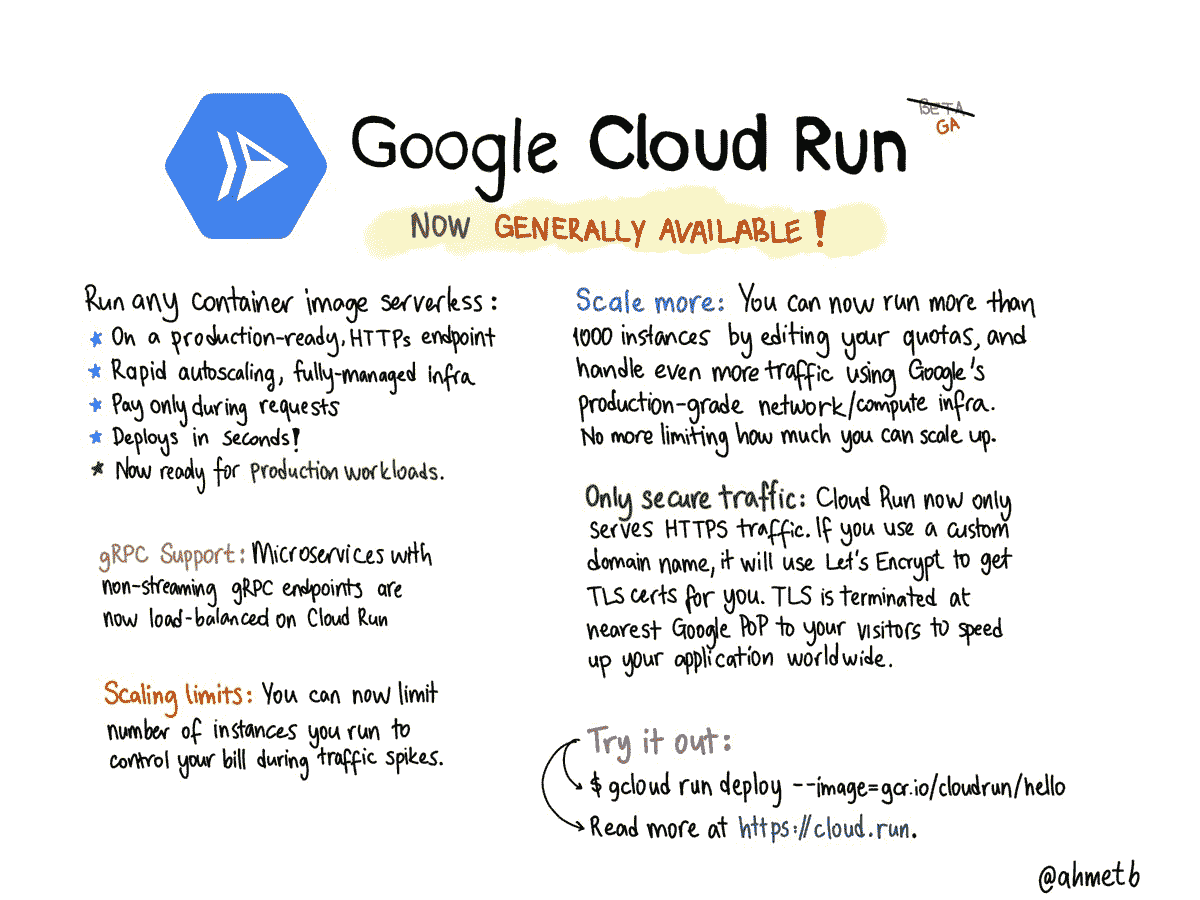 Google Cloud Run
BETA
GA
NOW GENERALLY AVAILABLE!
Run any container image serverless:
★ On a production-ready, HTTPs endpoint
★ Rapid autoscaling, fully-managed infra
★ Pay only during requests
★ Deploys in seconds!
★ Now ready for production workloads.
gRPC Support: Microservices with
non-streaming gRPC endpoints are
now load-balanced on Cloud Run
Scaling limits: You can now limit
number of instances you run to
control your bill during traffic spikes.
Scale more: You can now run more than
1000 instances by editing your quotas, and
handle even more traffic using Google's
production-grade network/compute infra.
No more limiting how much you can scale up.
Only secure traffic: Cloud Run now only
serves HTTPS traffic. If you use a custom
domain name, it will use Let's Encrypt to get
TLS certs for you. TLS is terminated at
nearest Google PoP to your visitors to speed
up your application worldwide.
Try it out:
$ gcloud run deploy --image=gcr.io/cloudrun/hello
Read more at https://cloud.run.
@ahmetb